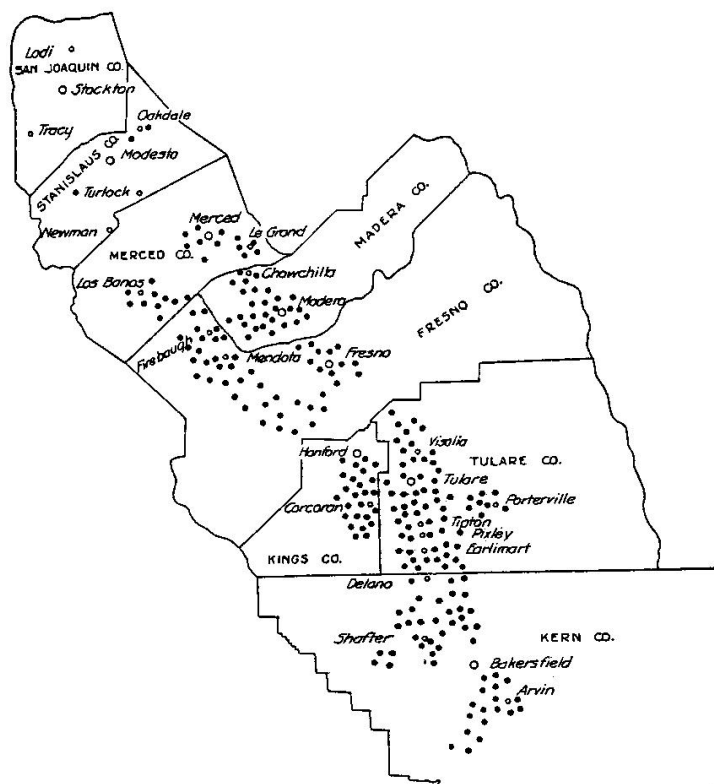 Lodi
SAN JOAQUIN CO.
Stockton
Tracy
Oakdale
STANISLAUS CO.
Modesto
Turlock
Newman
MERCED CO.
Merced
Le Grand
MADERA CO.
Los Banos
Chowchilla
Madera
FRESNO CO.
Firebaugh
Mendota
Fresno
Hanford
Visalia
TULARE CO.
Tulare
Corcoran
Porterville
Tipton
Pixley
Earlimart
KINGS CO.
Delano
Shafter
KERN CO.
Bakersfield
Arvin